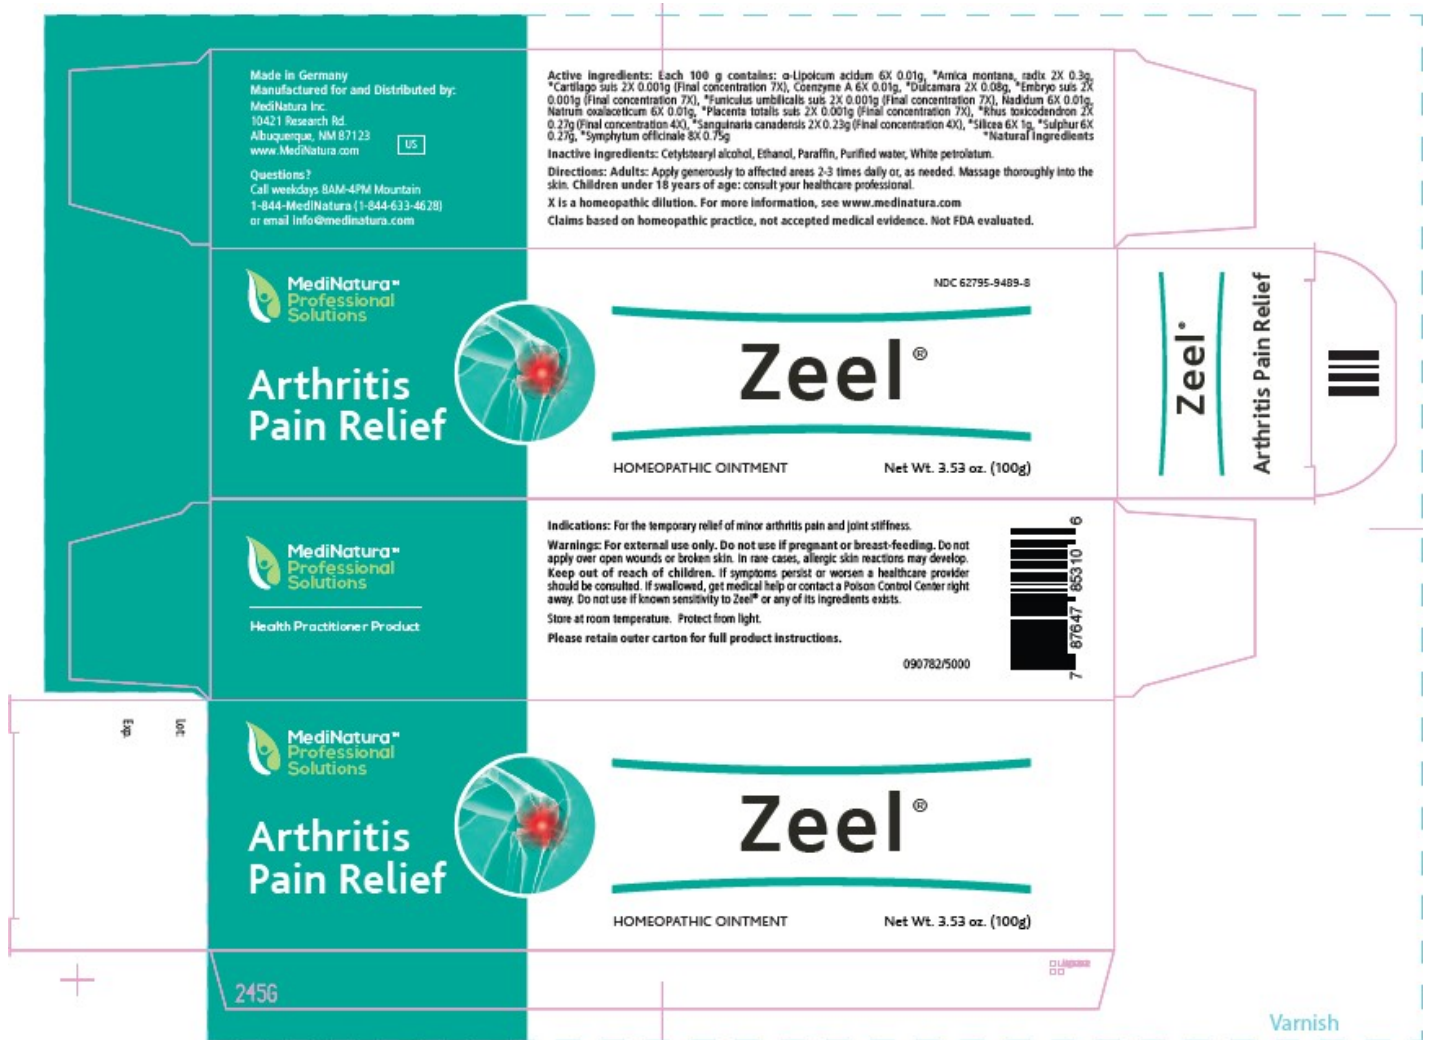 Made in Germany
Manufactured for and Distributed by:
MediNatura Inc.
10421 Research Rd.
Albuquerque, NM 87123
www.MediNatura.com
US
Questions?
Call weekdays 8AM-4PM Mountain
1-844-MediNatura (1-844-633-4628)
or email info@medinatura.com
Active ingredients: Each 100 g contains: α-Lipoicum acidum 6X 0.01g, *Arnica montana, radix 2X 0.3g,
*Cartilago suis 2X 0.001g (Final concentration 7X), Coenzyme A 6X 0.01g, *Dulcamara 2X 0.08g, *Embryo suis 2X
0.001g (Final concentration 7X), *Funiculus umbilicalis suis 2X 0.001g (Final concentration 7X), Nadidum 6X 0.01g,
Natrum oxalaceticum 6X 0.01g, *Placenta totalis suis 2X 0.001g (Final concentration 7X), *Rhus toxicodendron 2X
0.27g (Final concentration 4X), *Sanguinaria canadensis 2X 0.23g (Final concentration 4X), *Silicea 6X 1g, *Sulphur 6X
0.27g, *Symphytum officinale 8X 0.75g *Natural Ingredients
Inactive ingredients: Cetylstearyl alcohol, Ethanol, Paraffin, Purified water, White petrolatum.
Directions: Adults: Apply generously to affected areas 2-3 times daily or, as needed. Massage thoroughly into the
skin. Children under 18 years of age: consult your healthcare professional.
X is a homeopathic dilution. For more information, see www.medinatura.com
Claims based on homeopathic practice, not accepted medical evidence. Not FDA evaluated.
MediNatura™
Professional
Solutions
Arthritis
Pain Relief
NDC 62795-9489-8
Zeel®
HOMEOPATHIC OINTMENT Net Wt. 3.53 oz. (100g)
Zeel®
Arthritis Pain Relief
MediNatura™
Professional
Solutions
Health Practitioner Product
Indications: For the temporary relief of minor arthritis pain and joint stiffness.
Warnings: For external use only. Do not use if pregnant or breast-feeding. Do not
apply over open wounds or broken skin. In rare cases, allergic skin reactions may develop.
Keep out of reach of children. If symptoms persist or worsen a healthcare provider
should be consulted. If swallowed, get medical help or contact a Poison Control Center right
away. Do not use if known sensitivity to Zeel® or any of its ingredients exists.
Store at room temperature. Protect from light.
Please retain outer carton for full product instructions.
090782/5000
7 87647 85310 6
Lot:
Exp.
MediNatura™
Professional
Solutions
Arthritis
Pain Relief
Zeel®
HOMEOPATHIC OINTMENT Net Wt. 3.53 oz. (100g)
245G
Varnish